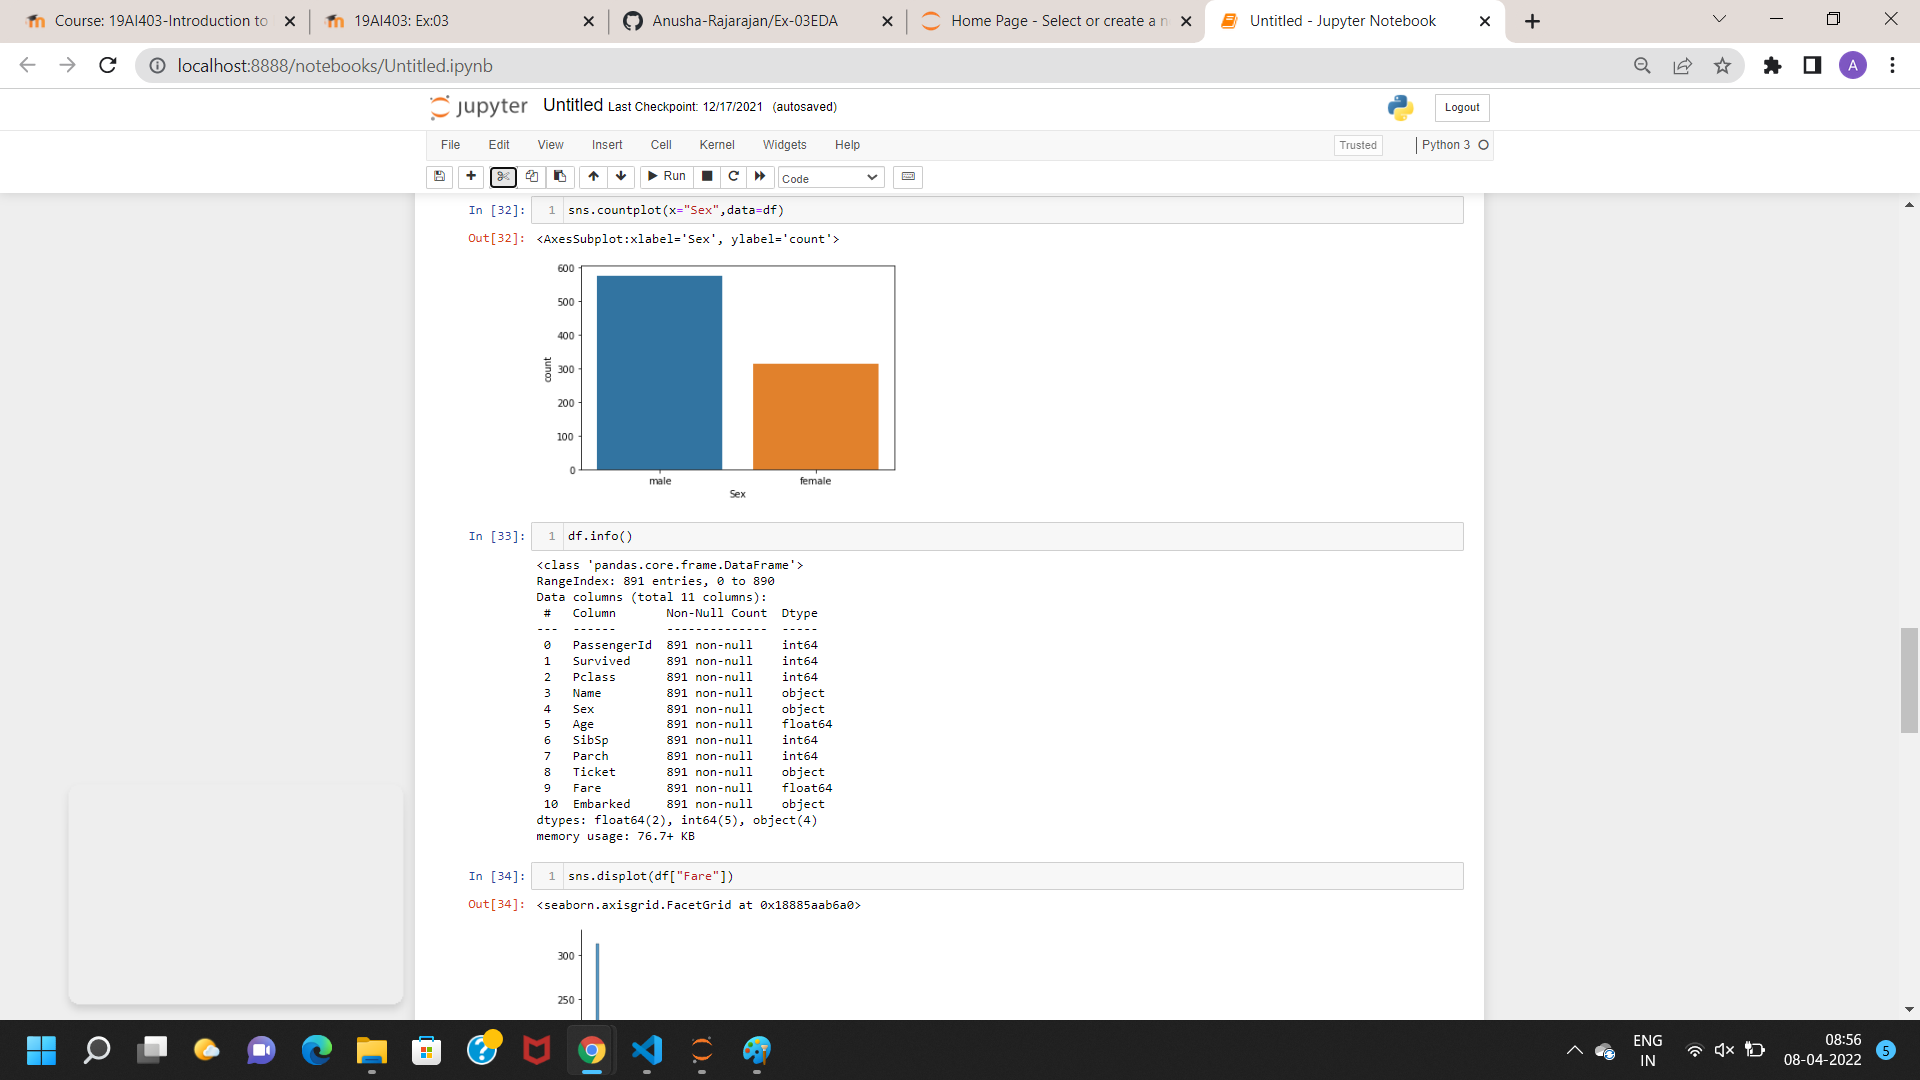 Course: 19AI403-Introduction to
19AI403: Ex:03
Anusha-Rajarajan/Ex-03EDA
Home Page - Select or create a n
Untitled - Jupyter Notebook
localhost:8888/notebooks/Untitled.ipynb
A
jupyter Untitled Last Checkpoint: 12/17/2021 (autosaved)
Logout
File Edit View Insert Cell Kernel Widgets Help
Trusted
Python 3
Run
Code
In [32]: 1 sns.countplot(x="Sex",data=df)
Out[32]: <AxesSubplot:xlabel='Sex', ylabel='count'>
600
500
400
300
200
100
0
count
male female
Sex
In [33]: 1 df.info()
<class 'pandas.core.frame.DataFrame'>
RangeIndex: 891 entries, 0 to 890
Data columns (total 11 columns):
# Column Non-Null Count Dtype
--- ------ -------------- -----
0 PassengerId 891 non-null int64
1 Survived 891 non-null int64
2 Pclass 891 non-null int64
3 Name 891 non-null object
4 Sex 891 non-null object
5 Age 891 non-null float64
6 SibSp 891 non-null int64
7 Parch 891 non-null int64
8 Ticket 891 non-null object
9 Fare 891 non-null float64
10 Embarked 891 non-null object
dtypes: float64(2), int64(5), object(4)
memory usage: 76.7+ KB
In [34]: 1 sns.displot(df["Fare"])
Out[34]: <seaborn.axisgrid.FacetGrid at 0x18885aab6a0>
300
250
ENG
IN
08:56
08-04-2022
5